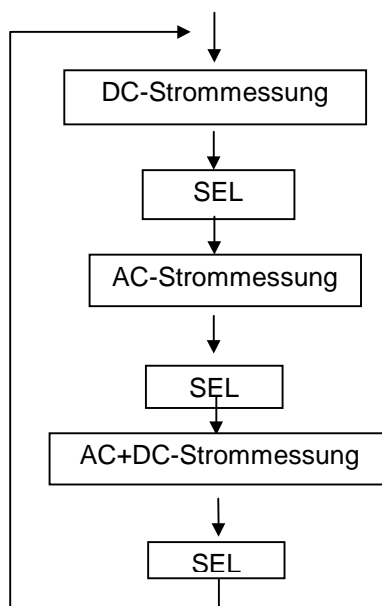 DC-Strommessung
SEL
AC-Strommessung
SEL
AC+DC-Strommessung
SEL